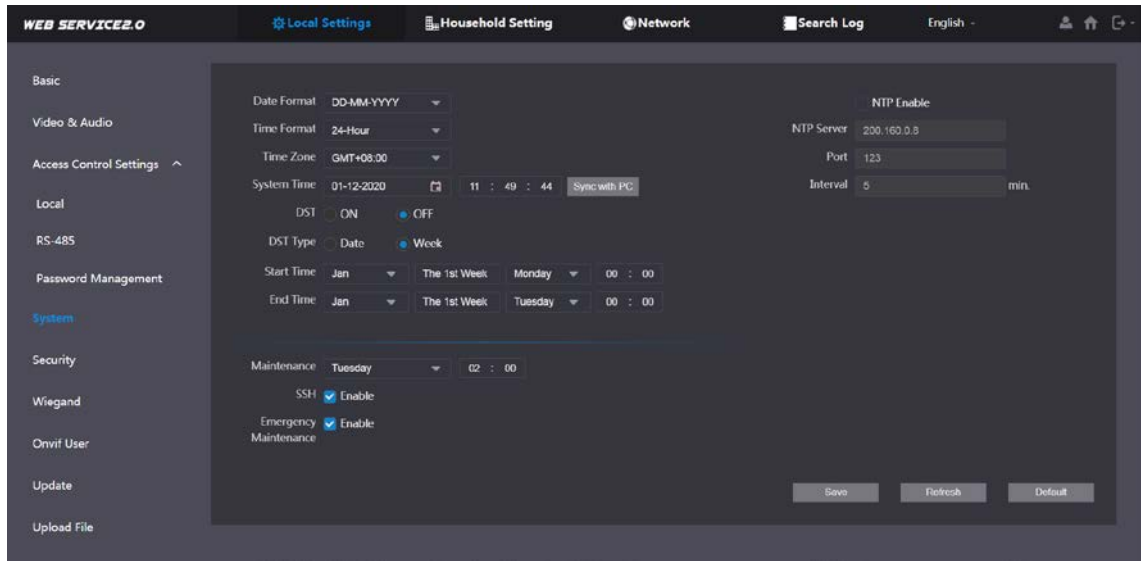 WEB SERVICE2.0 Local Settings Household Setting Network Search Log English
Basic
Video & Audio
Access Control Settings
Local
RS-485
Password Management
System
Security
Wiegand
Onvif User
Update
Upload File
Date Format DD-MM-YYYY
Time Format 24-Hour
Time Zone GMT+08:00
System Time 01-12-2020 11 : 49 : 44 Sync with PC
DST ON OFF
DST Type Date Week
Start Time Jan The 1st Week Monday 00 : 00
End Time Jan The 1st Week Tuesday 00 : 00
Maintenance Tuesday 02 : 00
SSH Enable
Emergency Enable
Maintenance
NTP Enable
NTP Server 200.160.0.8
Port 123
Interval 5 min.
Save Refresh Default